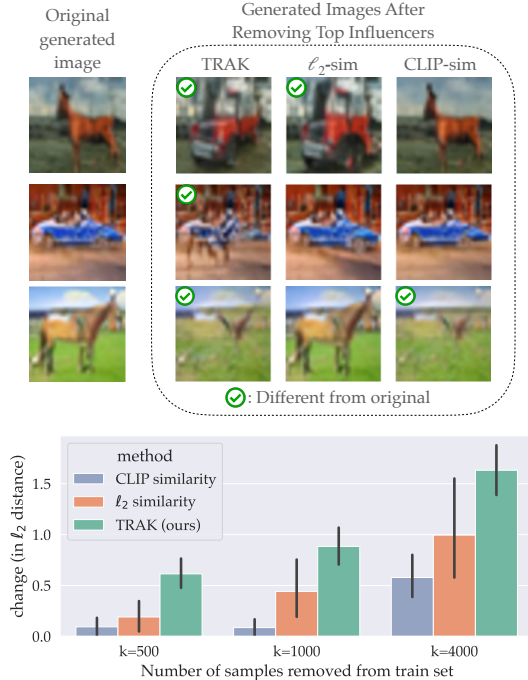 Original
generated
image
Generated Images After
Removing Top Influencers
TRAK
ℓ₂-sim
CLIP-sim
: Different from original
method
CLIP similarity
ℓ₂ similarity
TRAK (ours)
change (in ℓ₂ distance)
1.5
1.0
0.5
0.0
k=500
k=1000
k=4000
Number of samples removed from train set